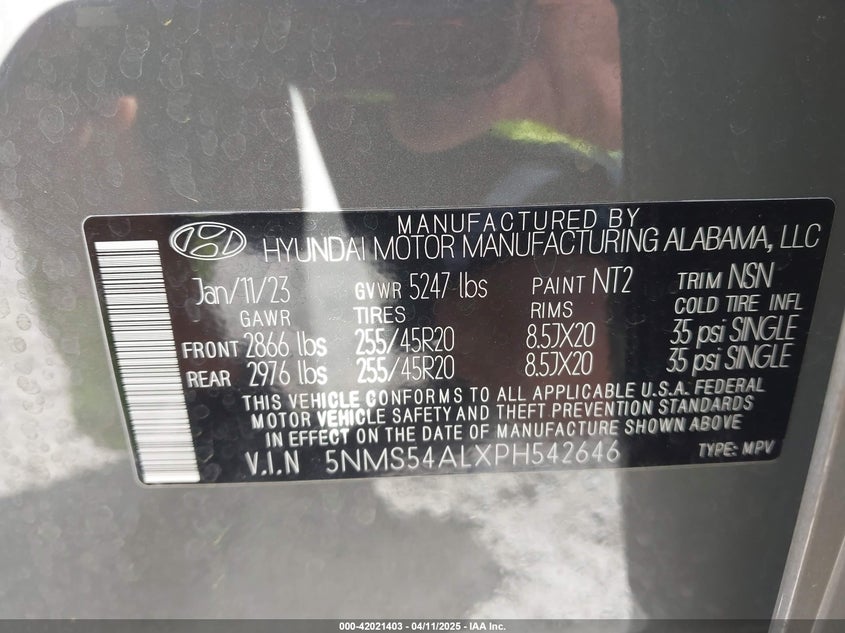 MANUFACTURED BY
HYUNDAI MOTOR MANUFACTURING ALABAMA, LLC
Jan/11/23 GVWR 5247 lbs PAINT NT2 TRIM NSN
GAWR TIRES RIMS COLD TIRE INFL
FRONT 2866 lbs 255/45R20 8.5JX20 35 psi SINGLE
REAR 2976 lbs 255/45R20 8.5JX20 35 psi SINGLE
THIS VEHICLE CONFORMS TO ALL APPLICABLE U.S.A. FEDERAL
MOTOR VEHICLE SAFETY AND THEFT PREVENTION STANDARDS
IN EFFECT ON THE DATE OF MANUFACTURE SHOWN ABOVE
V.I.N 5NMS54ALXPH542646 TYPE: MPV
000-42021403 - 04/11/2025 - IAA Inc.